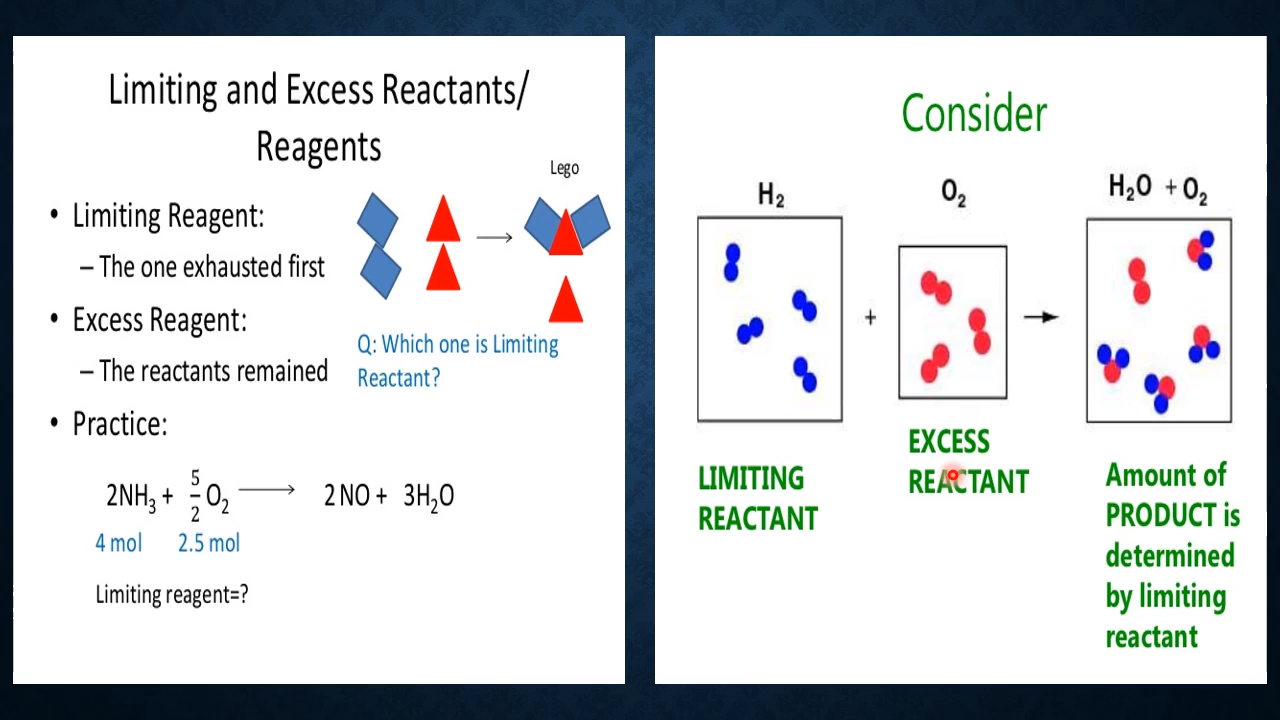 Limiting and Excess Reactants/
Reagents
Lego
• Limiting Reagent:
– The one exhausted first
• Excess Reagent:
– The reactants remained
Q: Which one is Limiting
Reactant?
• Practice:
2NH₃ + 5/2 O₂ ⟶ 2NO + 3H₂O
4 mol 2.5 mol
Limiting reagent=?
Consider
H₂ O₂ H₂O + O₂
+ →
EXCESS
REACTANT
LIMITING
REACTANT
Amount of
PRODUCT is
determined
by limiting
reactant